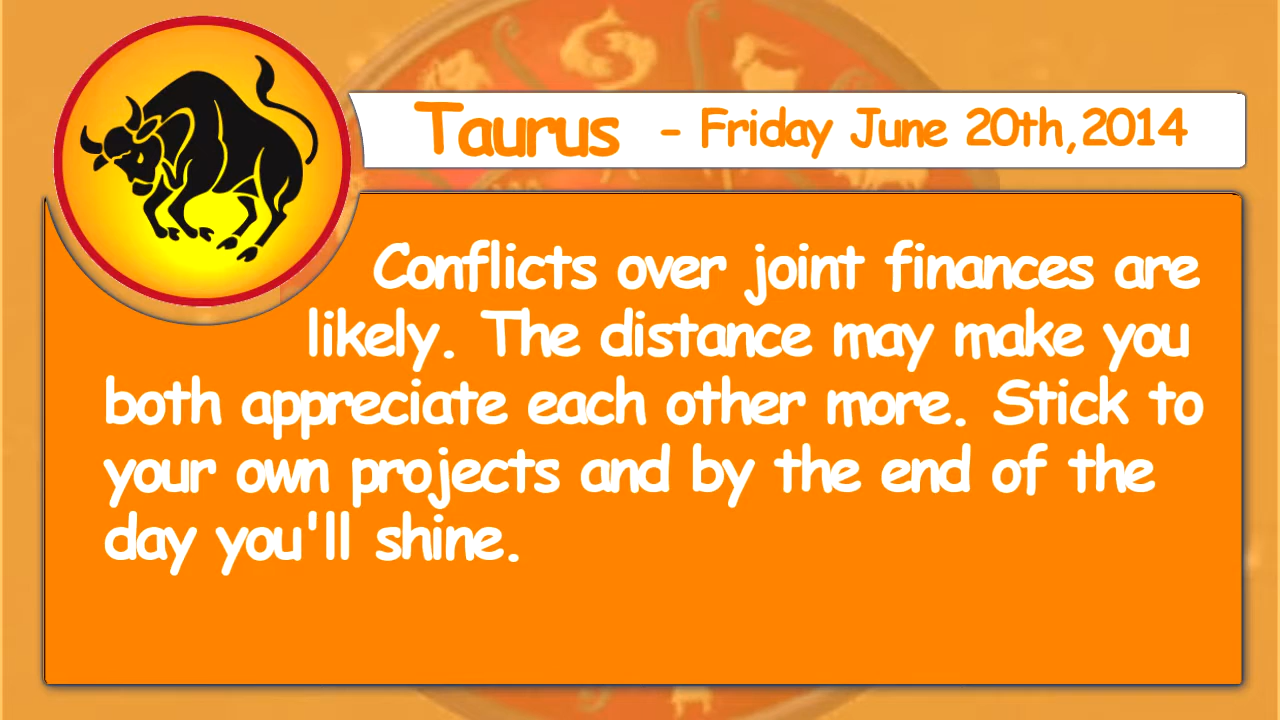 Taurus - Friday June 20th,2014
Conflicts over joint finances are
likely. The distance may make you
both appreciate each other more. Stick to
your own projects and by the end of the
day you'll shine.